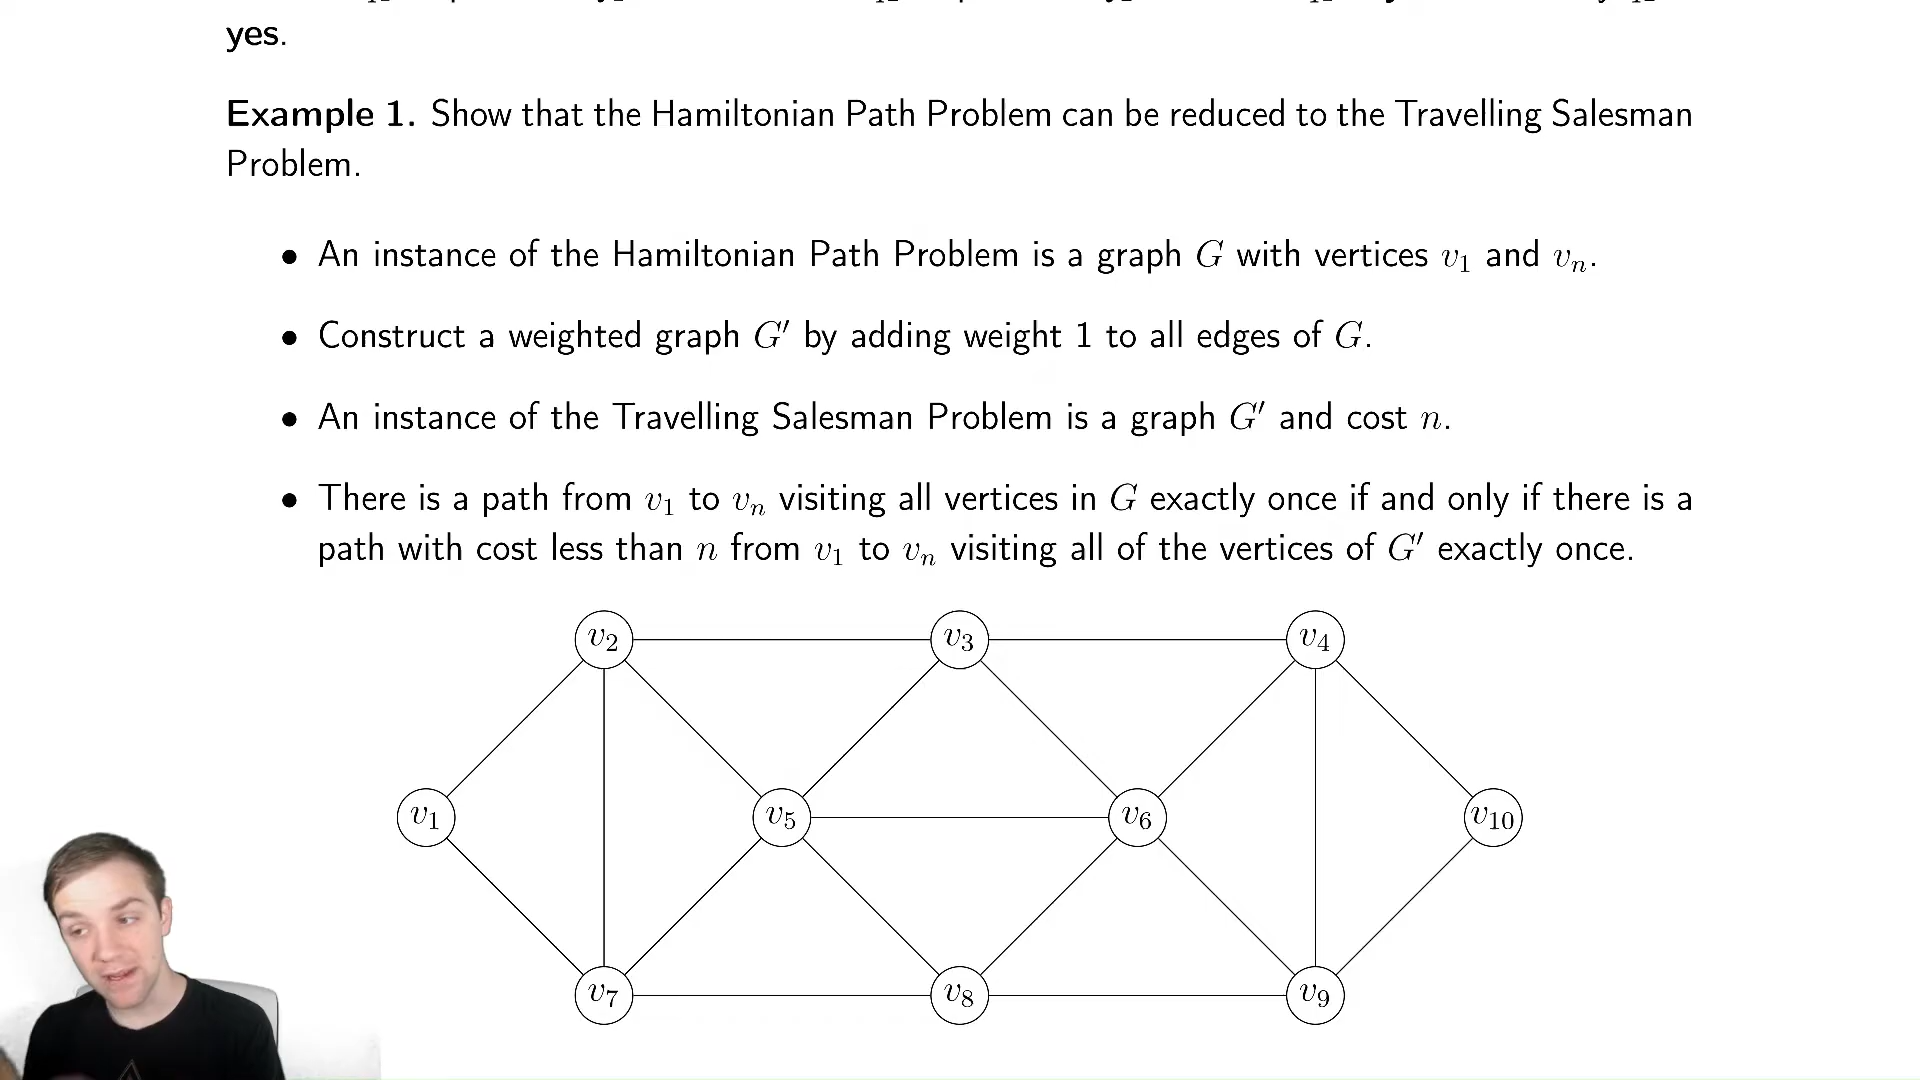 yes.
Example 1. Show that the Hamiltonian Path Problem can be reduced to the Travelling Salesman
Problem.
• An instance of the Hamiltonian Path Problem is a graph G with vertices v₁ and vₙ.
• Construct a weighted graph G′ by adding weight 1 to all edges of G.
• An instance of the Travelling Salesman Problem is a graph G′ and cost n.
• There is a path from v₁ to vₙ visiting all vertices in G exactly once if and only if there is a
path with cost less than n from v₁ to vₙ visiting all of the vertices of G′ exactly once.
v₂ v₃ v₄
v₁ v₅ v₆ v₁₀
v₇ v₈ v₉